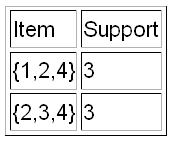 Item Support
{1,2,4} 3
{2,3,4} 3